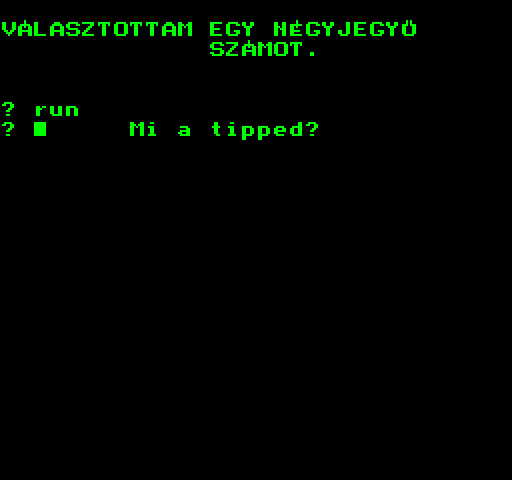 VÁLASZTOTTAM EGY NÉGYJEGYŰ
SZÁMOT.
? run
? Mi a tipped?